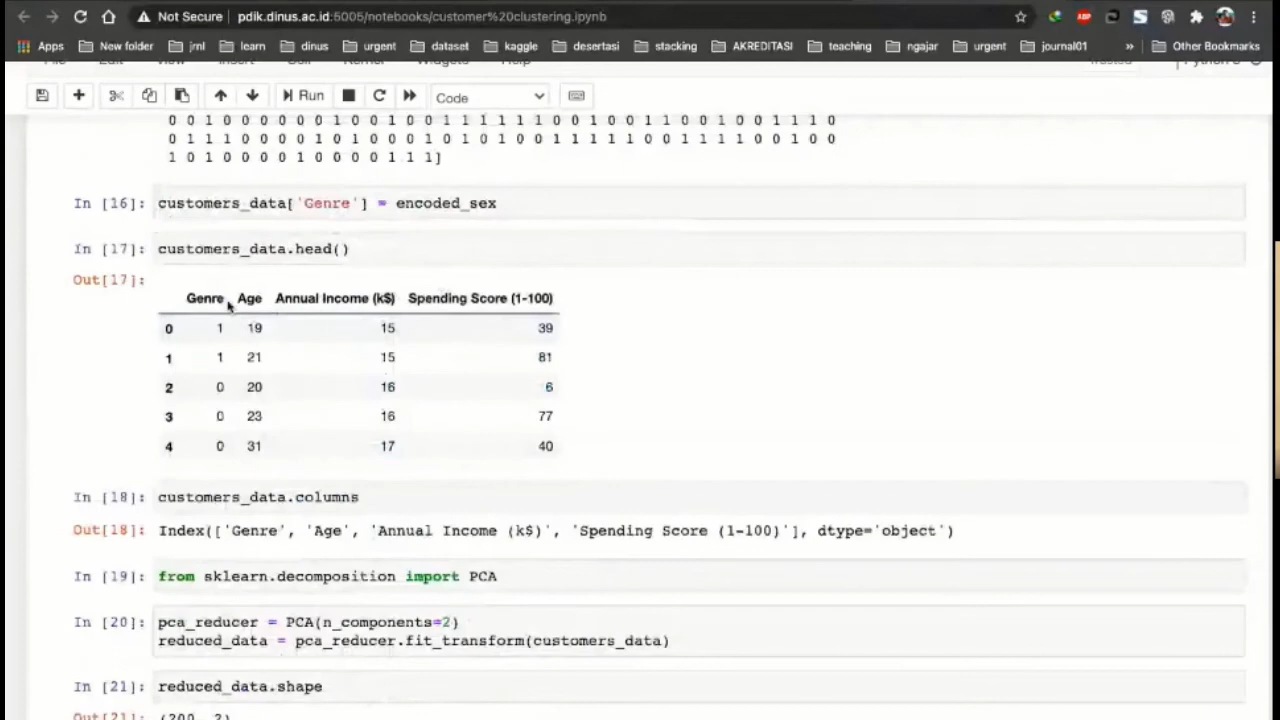 Not Secure | pdik.dinus.ac.id:5005/notebooks/customer%20clustering.ipynb
Apps New folder jrnl learn dinus urgent dataset kaggle desertasi stacking AKREDITASI teaching ngajar urgent journal01 » Other Bookmarks
Run Code
0 0 1 0 0 0 0 0 0 1 0 0 1 0 0 1 1 1 1 1 1 0 0 1 0 0 1 1 0 0 1 0 0 1 1 1 0
0 1 1 1 0 0 0 0 1 0 1 0 0 0 1 0 1 0 1 0 0 1 1 1 1 1 0 0 1 1 1 1 0 0 1 0 0
1 0 1 0 0 0 0 1 0 0 0 0 1 1 1]
In [16]: customers_data['Genre'] = encoded_sex
In [17]: customers_data.head()
Out[17]:
Genre Age Annual Income (k$) Spending Score (1-100)
0 1 19 15 39
1 1 21 15 81
2 0 20 16 6
3 0 23 16 77
4 0 31 17 40
In [18]: customers_data.columns
Out[18]: Index(['Genre', 'Age', 'Annual Income (k$)', 'Spending Score (1-100)'], dtype='object')
In [19]: from sklearn.decomposition import PCA
In [20]: pca_reducer = PCA(n_components=2)
reduced_data = pca_reducer.fit_transform(customers_data)
In [21]: reduced_data.shape
Out[21]: (200, 2)